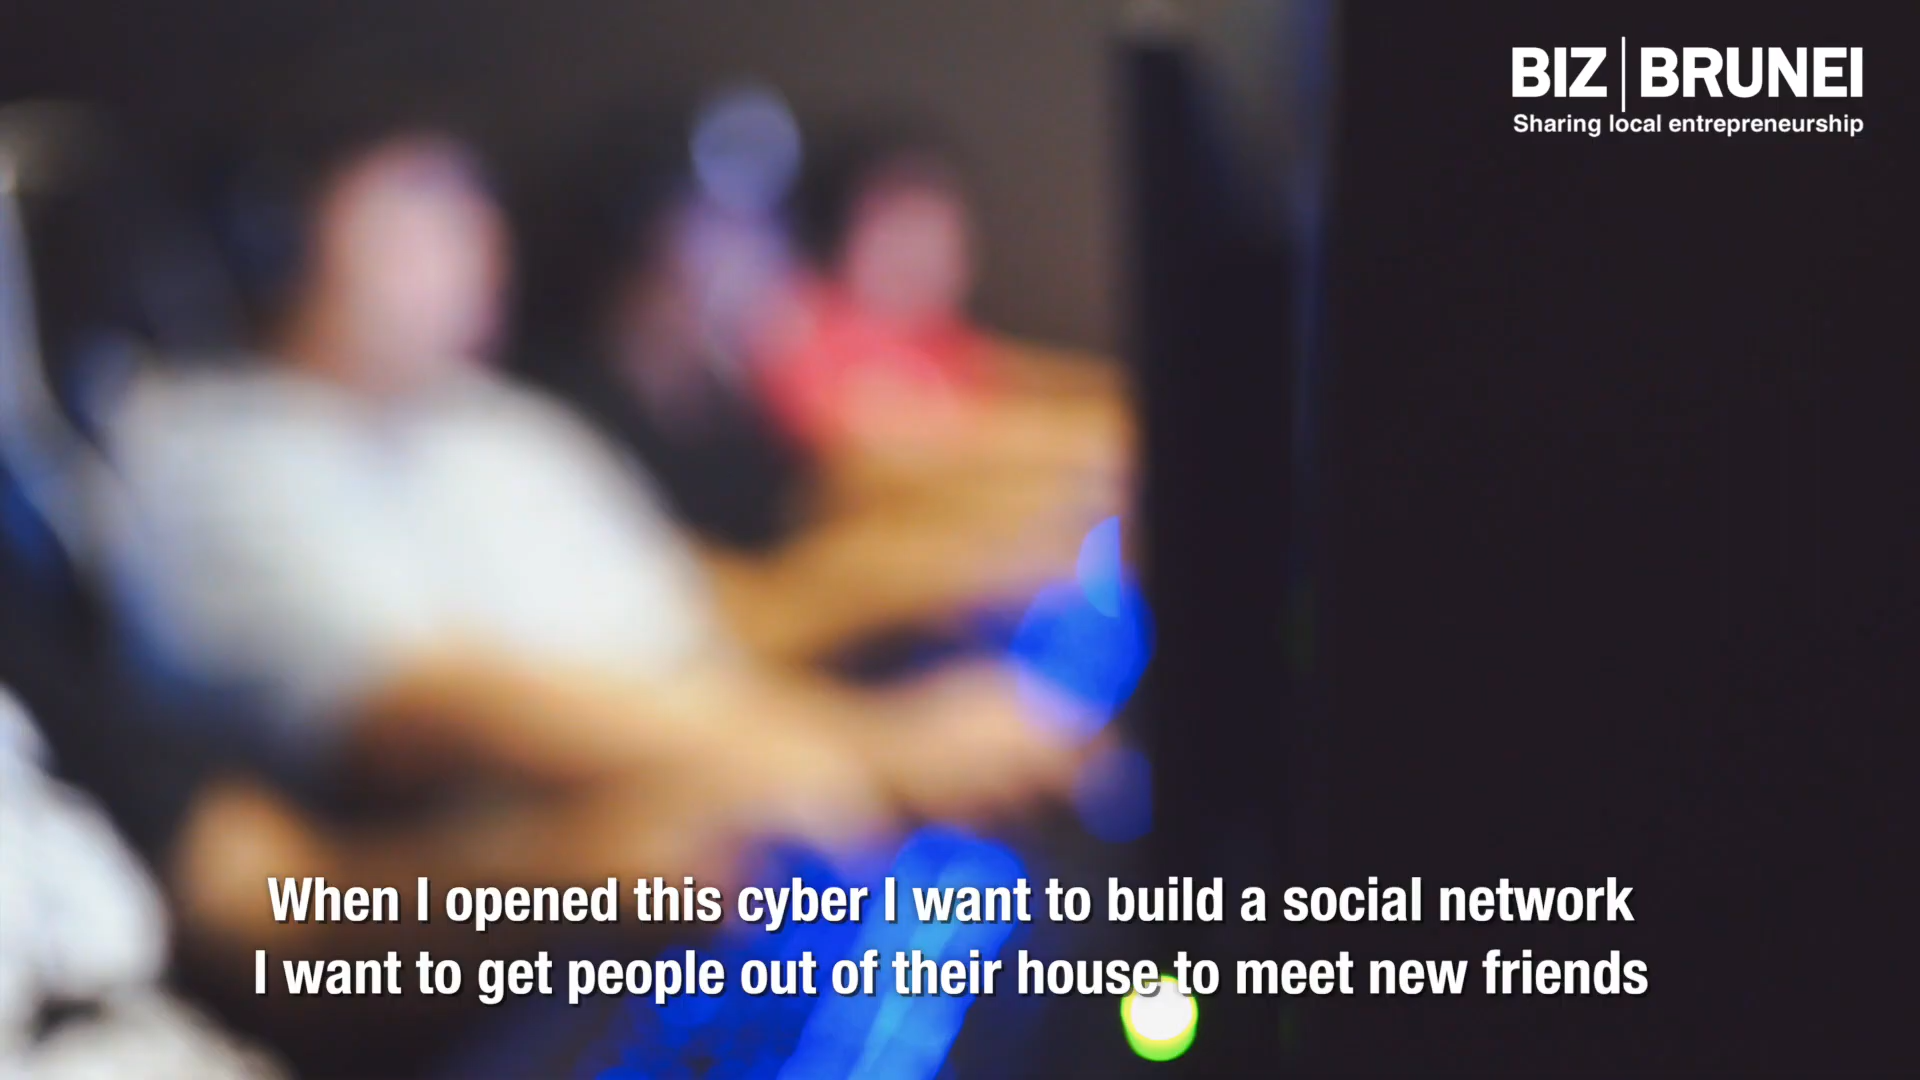 BIZ|BRUNEI
Sharing local entrepreneurship
When I opened this cyber I want to build a social network
I want to get people out of their house to meet new friends